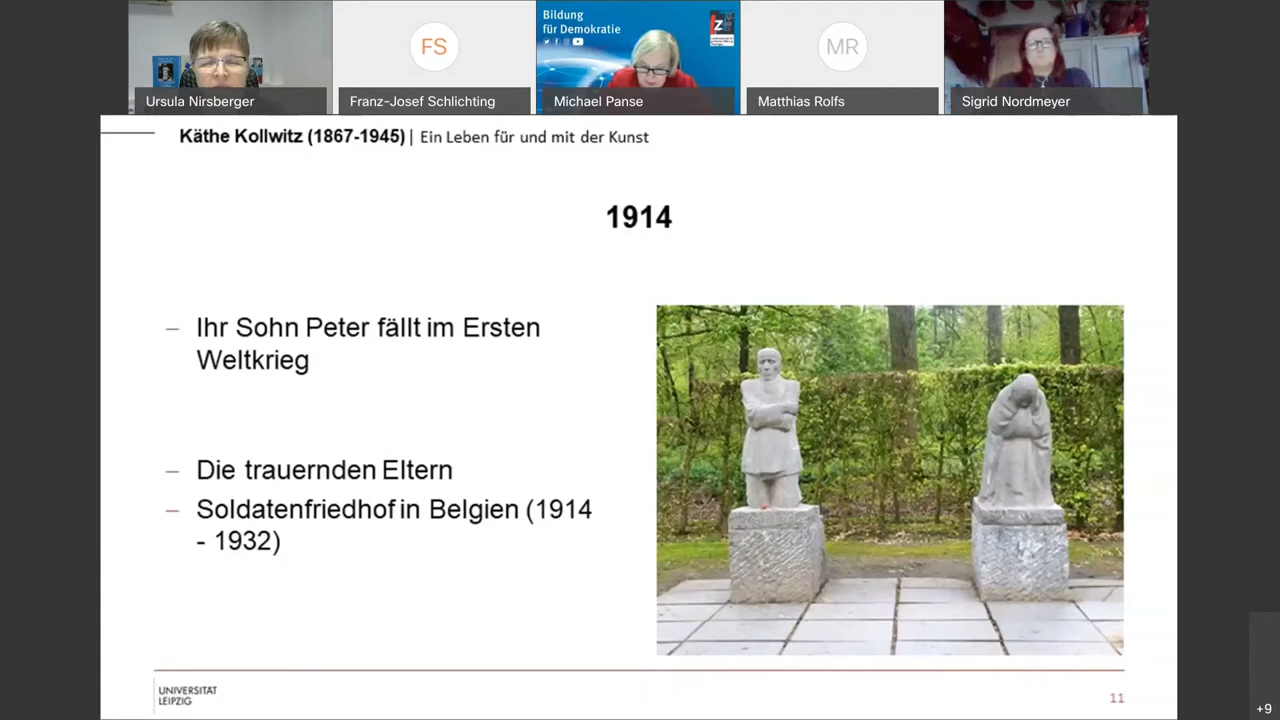 Bildung
für Demokratie
FS
MR
Ursula Nirsberger
Franz-Josef Schlichting
Michael Panse
Matthias Rolfs
Sigrid Nordmeyer
Käthe Kollwitz (1867-1945) | Ein Leben für und mit der Kunst
1914
– Ihr Sohn Peter fällt im Ersten
Weltkrieg
– Die trauernden Eltern
– Soldatenfriedhof in Belgien (1914
- 1932)
UNIVERSITÄT
LEIPZIG
11
+9